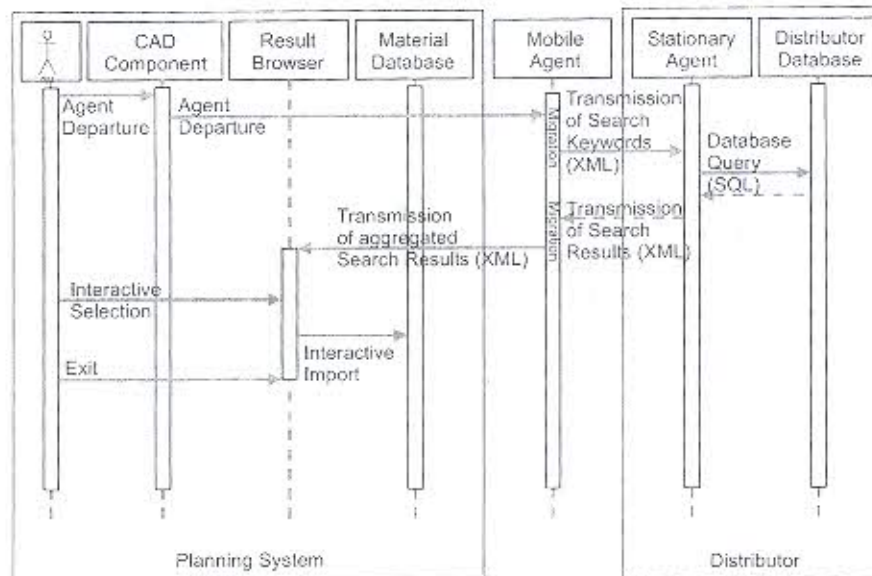 CAD
Component
Result
Browser
Material
Database
Mobile
Agent
Stationary
Agent
Distributor
Database
Agent
Departure
Agent
Departure
Migration
Transmission
of Search
Keywords
(XML)
Database
Query
(SQL)
Migration
Transmission
of Search
Results (XML)
Transmission
of aggregated
Search Results (XML)
Interactive
Selection
Interactive
Import
Exit
Planning System
Distributor